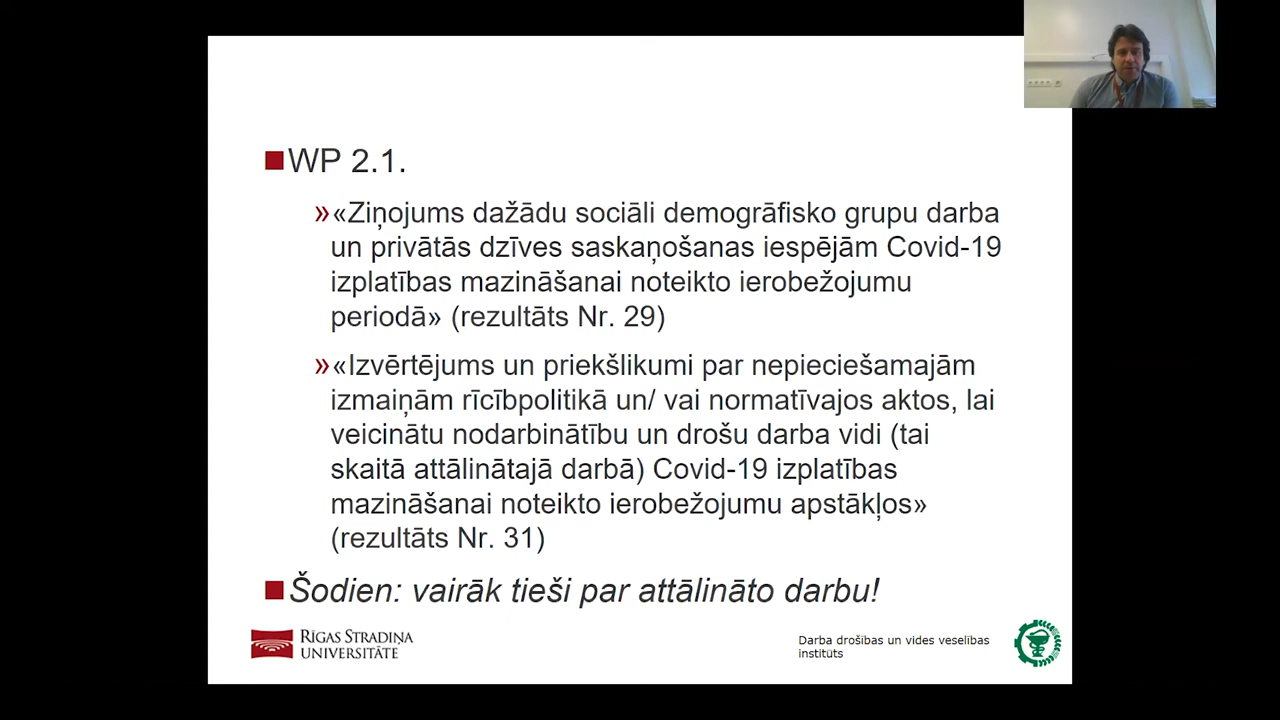 WP 2.1.
»«Ziņojums dažādu sociāli demogrāfisko grupu darba
un privātās dzīves saskaņošanas iespējām Covid-19
izplatības mazināšanai noteikto ierobežojumu
periodā» (rezultāts Nr. 29)
»«Izvērtējums un priekšlikumi par nepieciešamajām
izmaiņām rīcībpolitikā un/ vai normatīvajos aktos, lai
veicinātu nodarbinātību un drošu darba vidi (tai
skaitā attālinātajā darbā) Covid-19 izplatības
mazināšanai noteikto ierobežojumu apstākļos»
(rezultāts Nr. 31)
Šodien: vairāk tieši par attālināto darbu!
RĪGAS STRADIŅA
UNIVERSITĀTE
Darba drošības un vides veselības
institūts